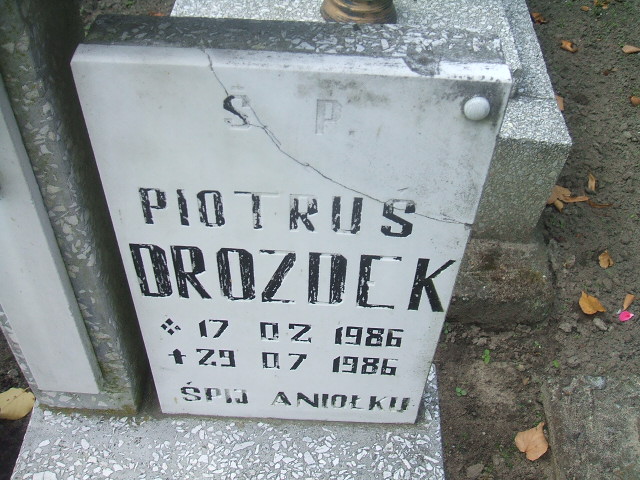 Ś P
PIOTRUŚ
DROZDEK
17 02 1986
29 07 1986
ŚPIJ ANIOŁKU